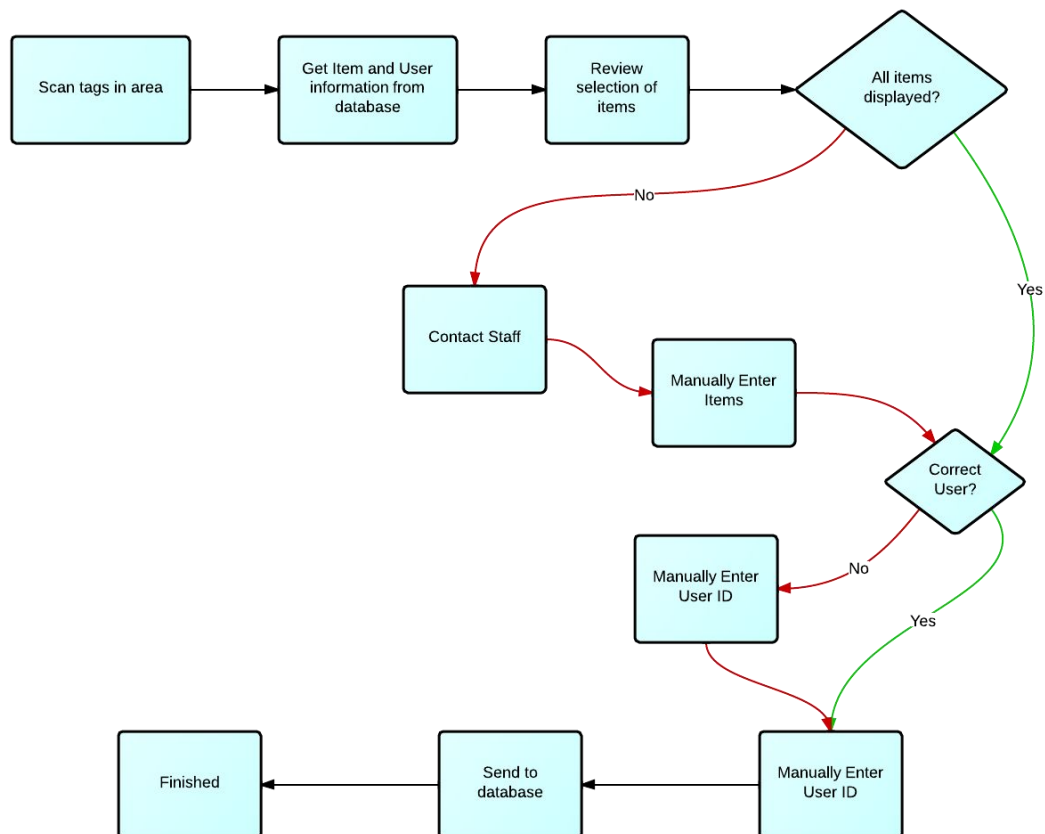 Scan tags in area
Get Item and User
information from
database
Review
selection of
items
All items
displayed?
No
Yes
Contact Staff
Manually Enter
Items
Correct
User?
No
Manually Enter
User ID
Yes
Manually Enter
User ID
Send to
database
Finished